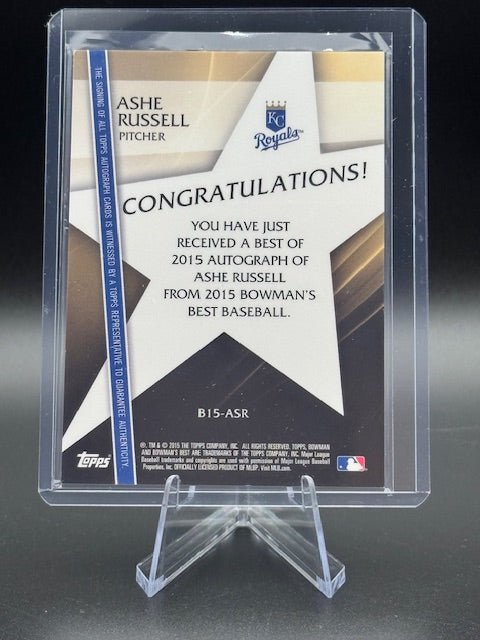 ASHE
RUSSELL
PITCHER
KC
Royals™
CONGRATULATIONS!
YOU HAVE JUST
RECEIVED A BEST OF
2015 AUTOGRAPH OF
ASHE RUSSELL
FROM 2015 BOWMAN'S
BEST BASEBALL.
B15-ASR
®, TM & © 2015 THE TOPPS COMPANY, INC. ALL RIGHTS RESERVED. TOPPS, BOWMAN
AND BOWMAN'S BEST ARE TRADEMARKS OF THE TOPPS COMPANY, INC. Major League
Baseball trademarks and copyrights are used with permission of Major League Baseball
Properties, Inc. OFFICIALLY LICENSED PRODUCT OF MLBP. Visit MLB.com.
Topps
THE SIGNING OF ALL TOPPS AUTOGRAPH CARDS IS WITNESSED BY A TOPPS REPRESENTATIVE TO GUARANTEE AUTHENTICITY.